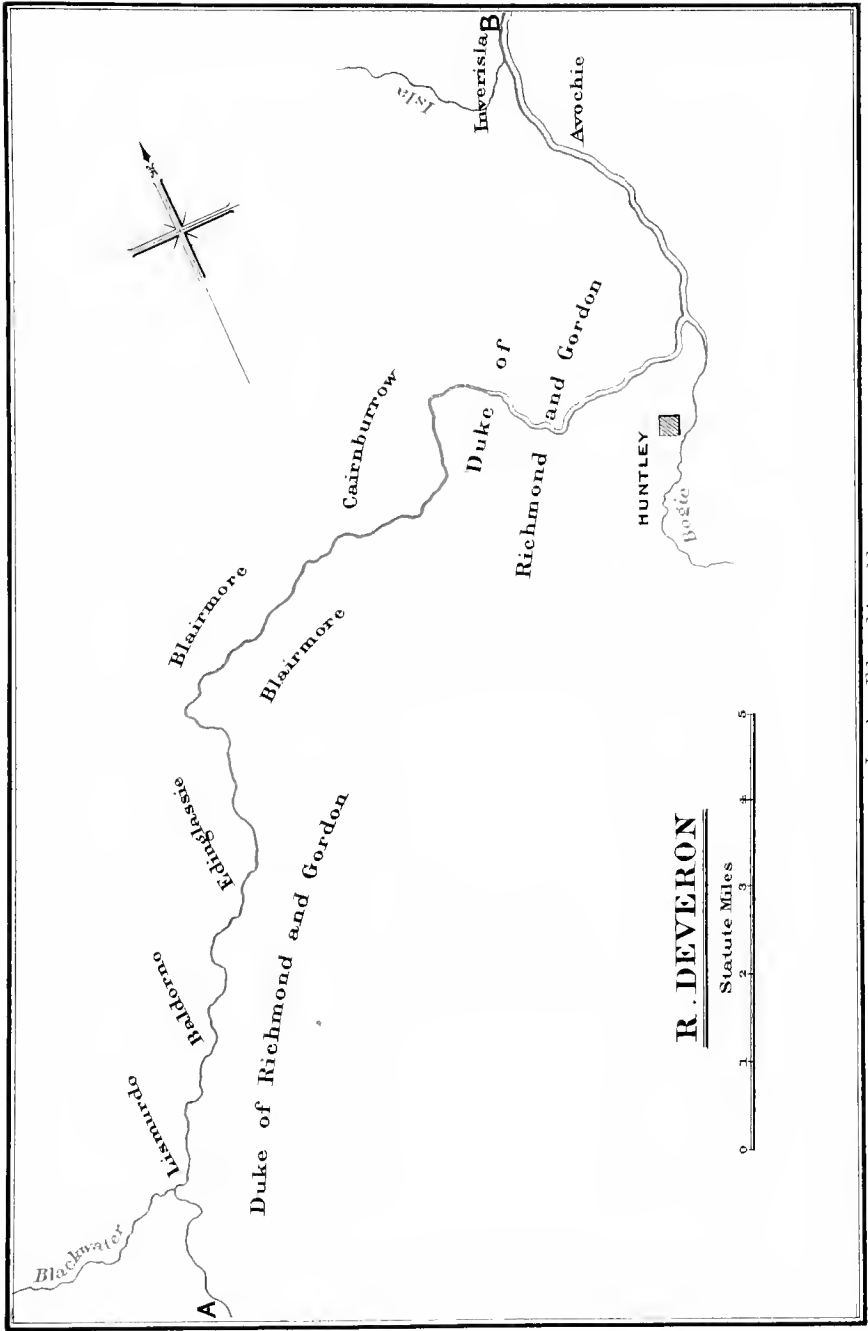 Blackwater
A
Lismurdo
Baldorno
Edinglassie
Duke of Richmond and Gordon
Blairmore
Blairmore
Cairnburrow
Duke of
Richmond and Gordon
HUNTLEY
Bogie
Isla
Inverisla
B
Avochie
R. DEVERON
Statute Miles
0 1 2 3 4 5